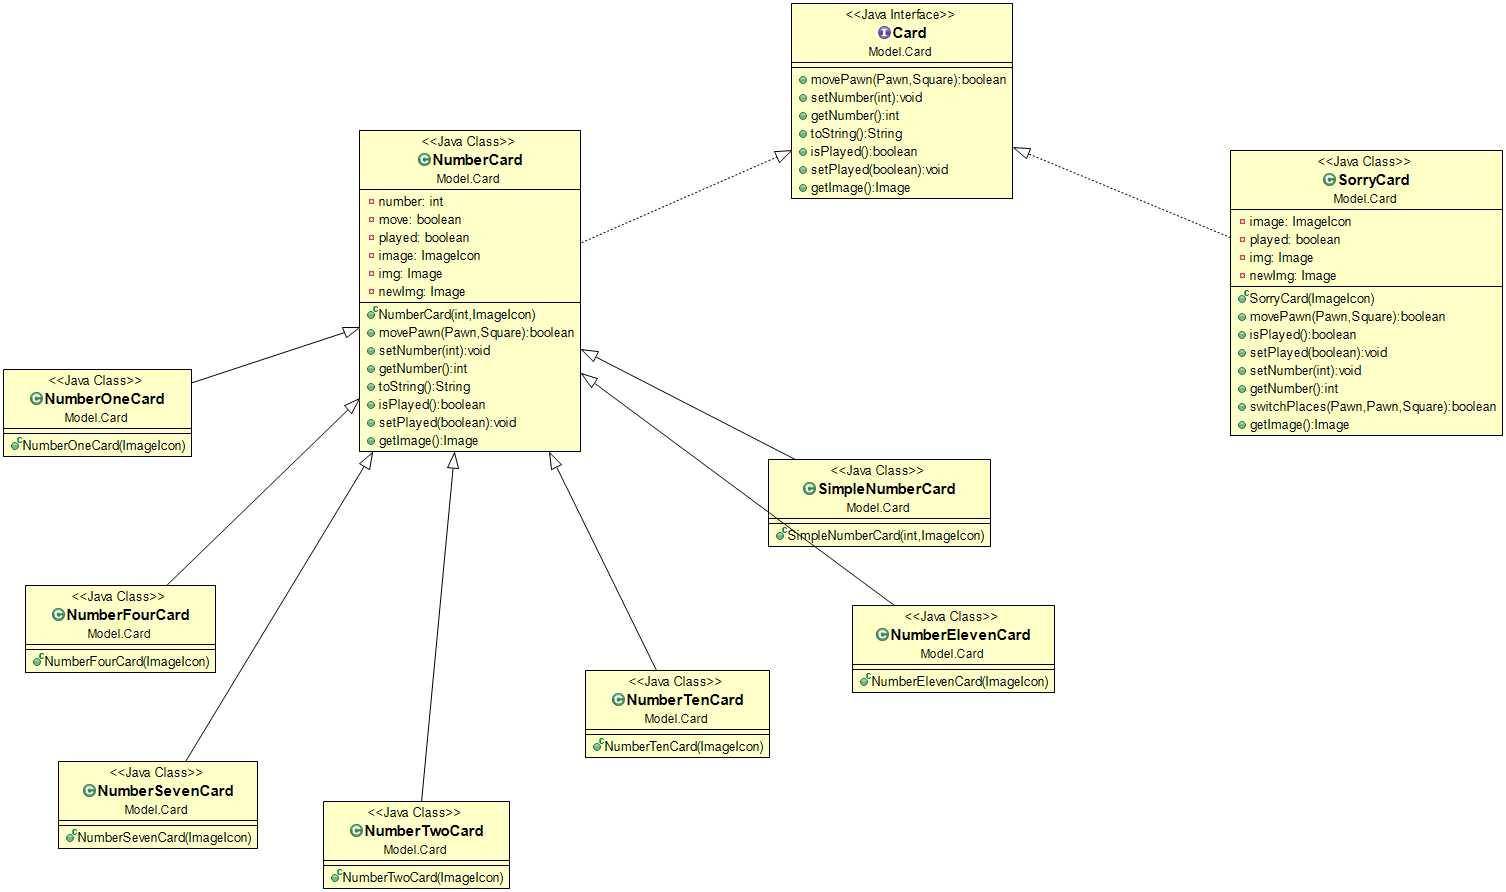 <<Java Interface>>
Card
Model.Card
movePawn(Pawn,Square):boolean
setNumber(int):void
getNumber():int
toString():String
isPlayed():boolean
setPlayed(boolean):void
getImage():Image
<<Java Class>>
NumberCard
Model.Card
number: int
move: boolean
played: boolean
image: ImageIcon
img: Image
newImg: Image
NumberCard(int,ImageIcon)
movePawn(Pawn,Square):boolean
setNumber(int):void
getNumber():int
toString():String
isPlayed():boolean
setPlayed(boolean):void
getImage():Image
<<Java Class>>
SorryCard
Model.Card
image: ImageIcon
played: boolean
img: Image
newImg: Image
SorryCard(ImageIcon)
movePawn(Pawn,Square):boolean
isPlayed():boolean
setPlayed(boolean):void
setNumber(int):void
getNumber():int
switchPlaces(Pawn,Pawn,Square):boolean
getImage():Image
<<Java Class>>
NumberOneCard
Model.Card
NumberOneCard(ImageIcon)
<<Java Class>>
SimpleNumberCard
Model.Card
SimpleNumberCard(int,ImageIcon)
<<Java Class>>
NumberFourCard
Model.Card
NumberFourCard(ImageIcon)
<<Java Class>>
NumberElevenCard
Model.Card
NumberElevenCard(ImageIcon)
<<Java Class>>
NumberTenCard
Model.Card
NumberTenCard(ImageIcon)
<<Java Class>>
NumberSevenCard
Model.Card
NumberSevenCard(ImageIcon)
<<Java Class>>
NumberTwoCard
Model.Card
NumberTwoCard(ImageIcon)